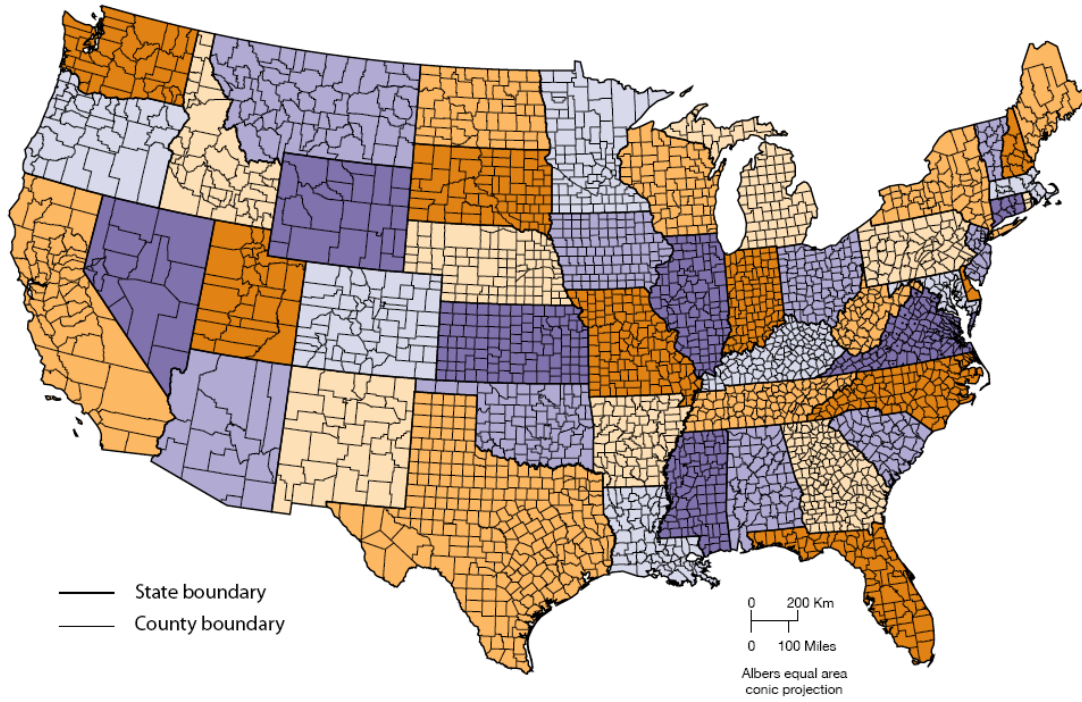 State boundary
County boundary
0 200 Km
0 100 Miles
Albers equal area
conic projection